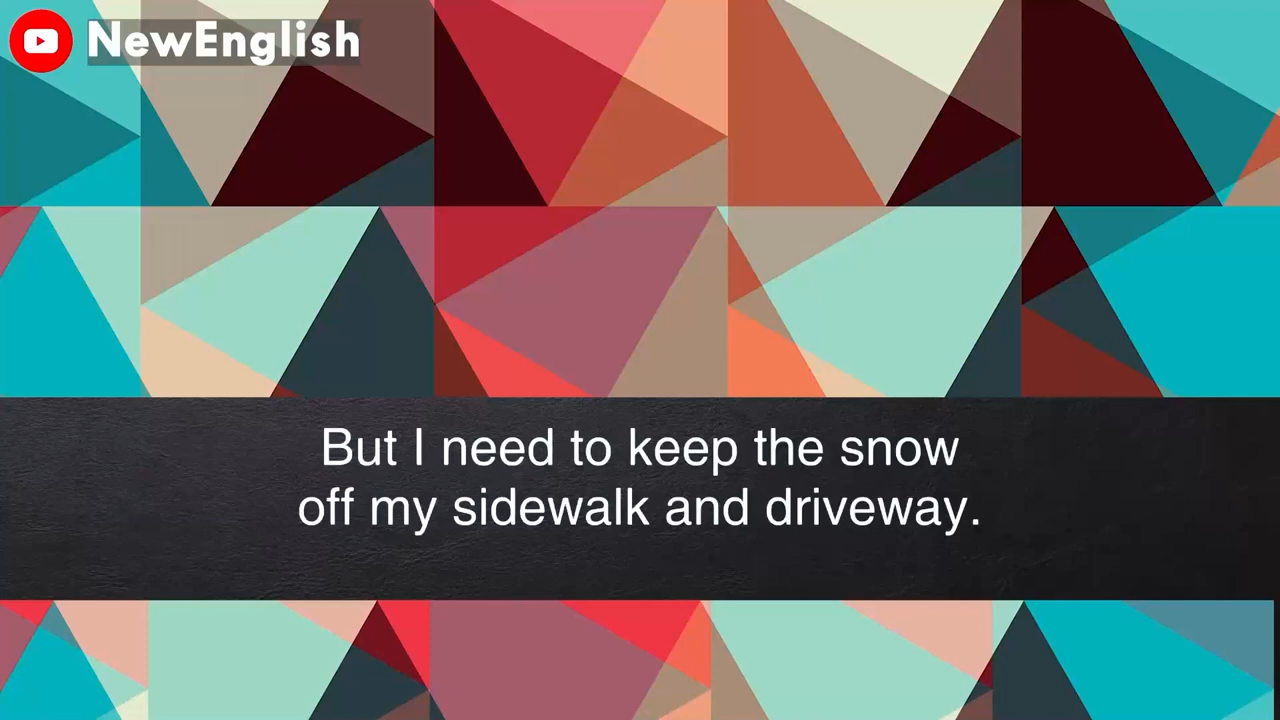 NewEnglish
But I need to keep the snow
off my sidewalk and driveway.